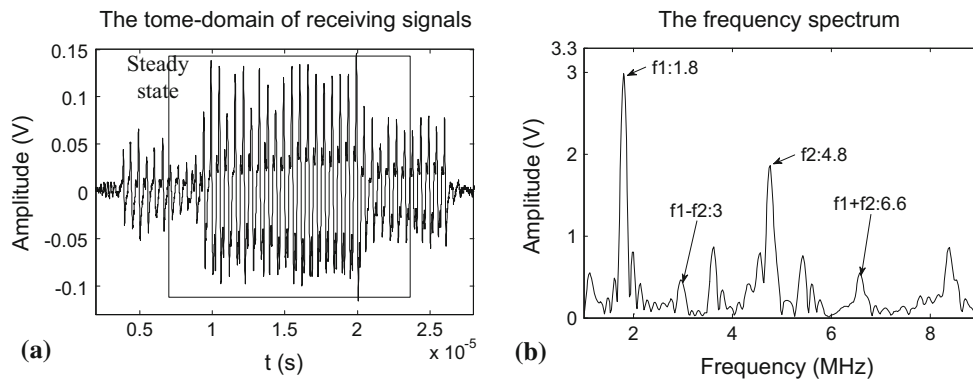 The tome-domain of receiving signals
0.15
0.1
0.05
0
-0.05
-0.1
Amplitude (V)
Steady
state
0.5
1
1.5
2
2.5
x 10-5
t (s)
(a)
The frequency spectrum
3.3
3
2
1
0
Amplitude (V)
f1:1.8
f1-f2:3
f2:4.8
f1+f2:6.6
2
4
6
8
Frequency (MHz)
(b)